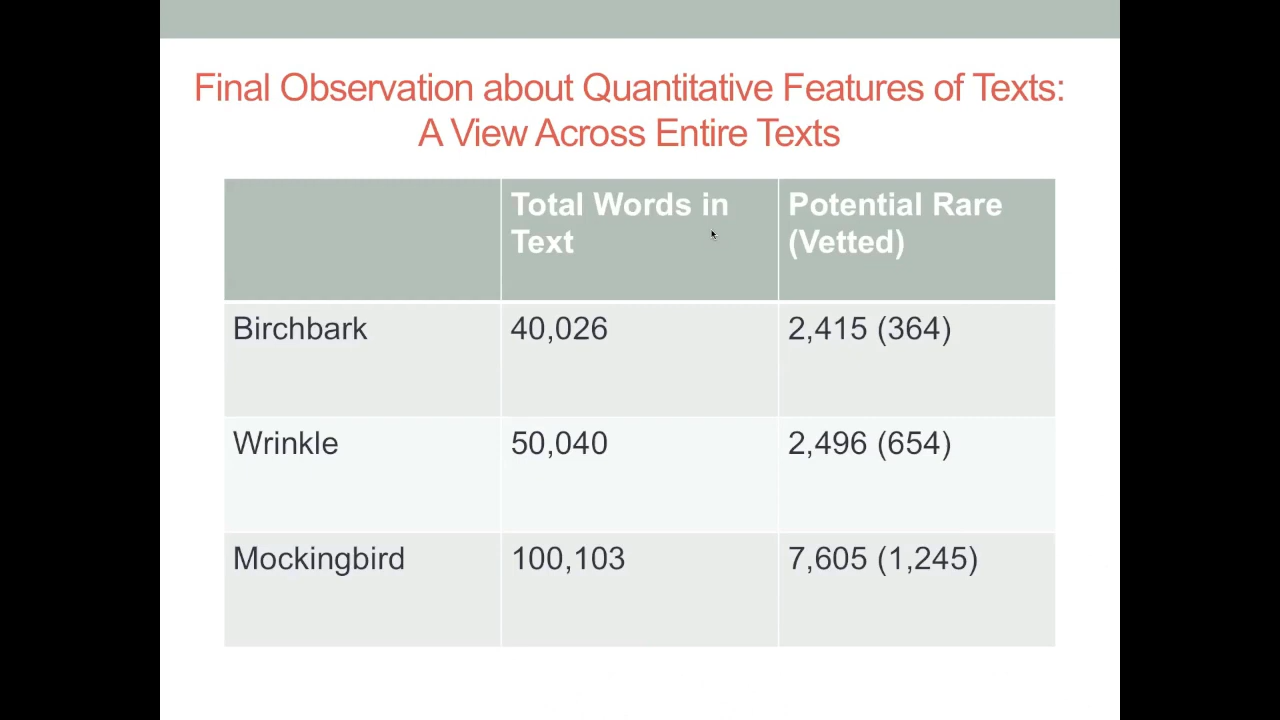 Final Observation about Quantitative Features of Texts:
A View Across Entire Texts
Total Words in
Text
Potential Rare
(Vetted)
Birchbark 40,026 2,415 (364)
Wrinkle 50,040 2,496 (654)
Mockingbird 100,103 7,605 (1,245)